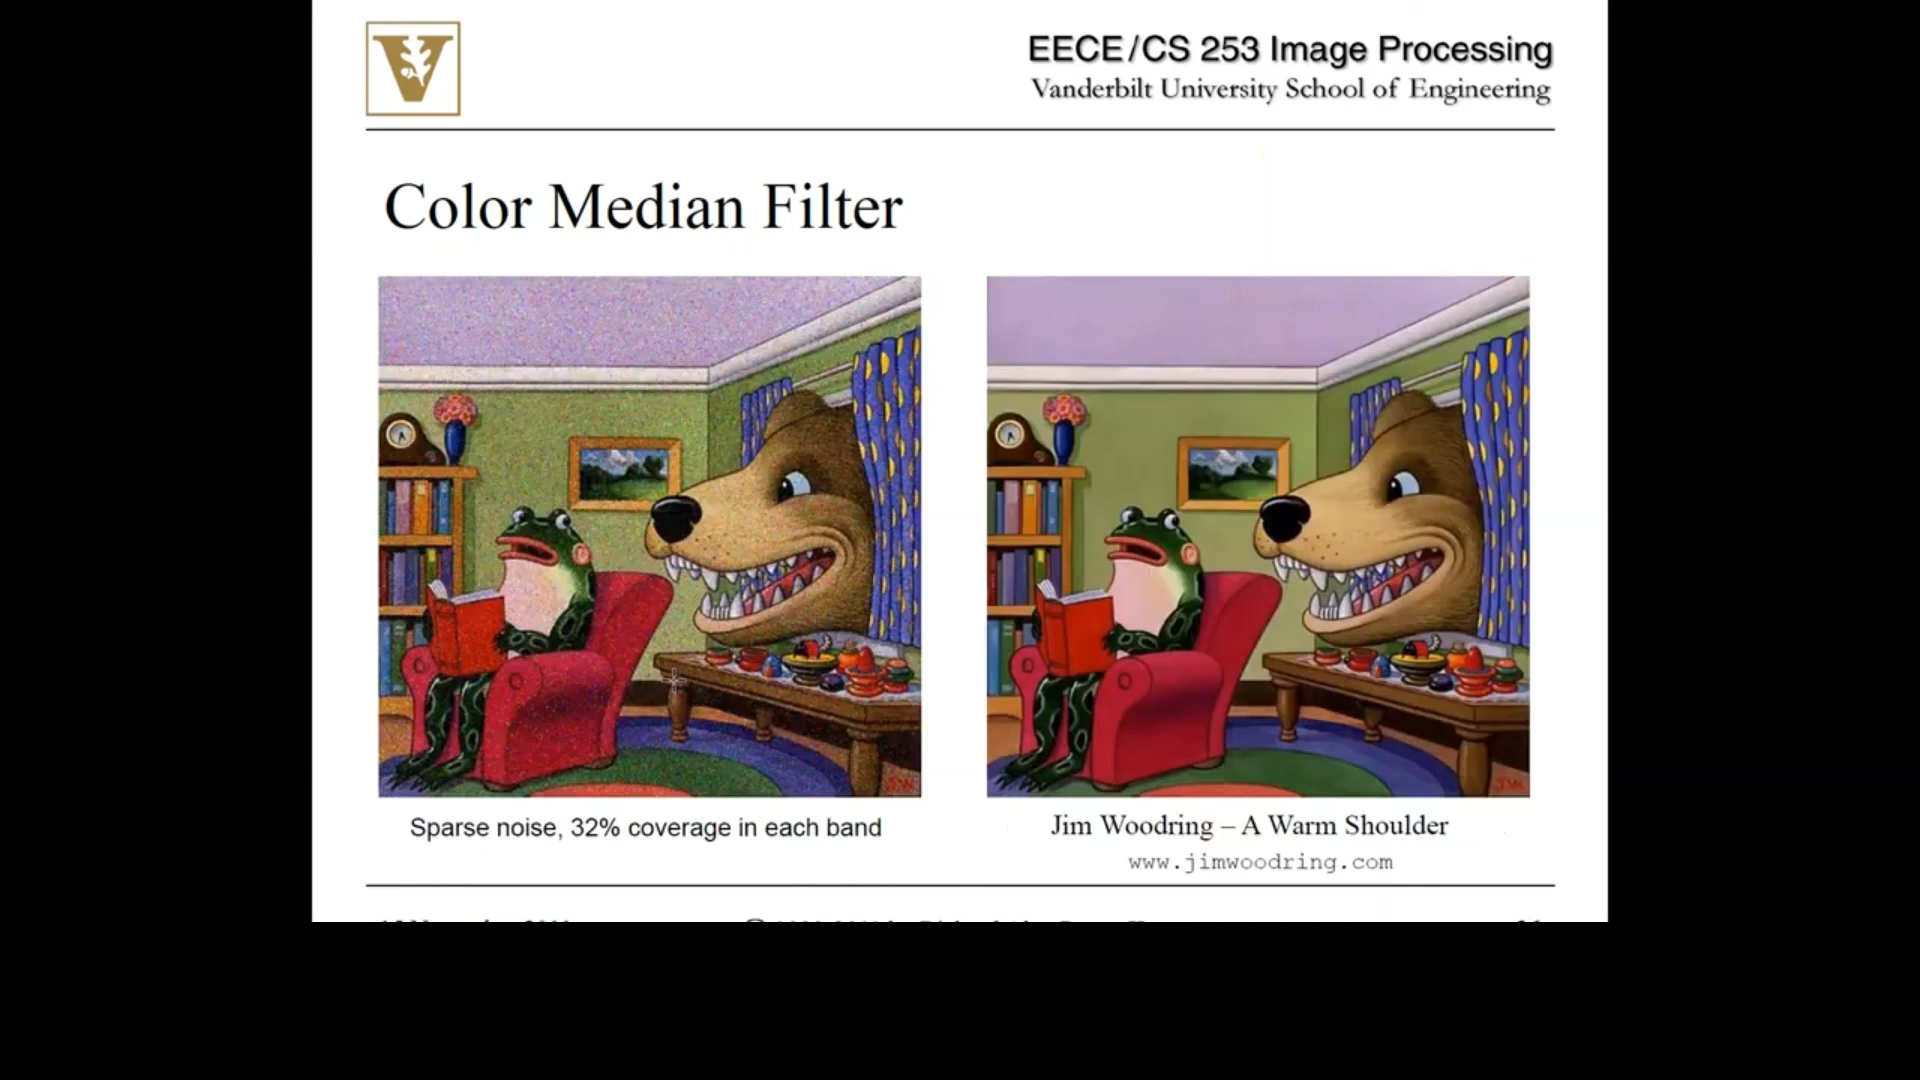 V
EECE/CS 253 Image Processing
Vanderbilt University School of Engineering
Color Median Filter
Sparse noise, 32% coverage in each band
Jim Woodring – A Warm Shoulder
www.jimwoodring.com